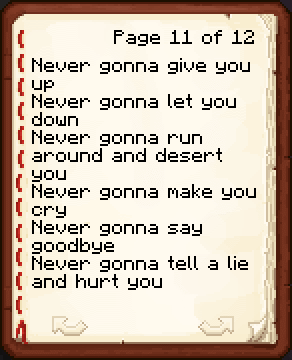 Page 11 of 12
Never gonna give you
up
Never gonna let you
down
Never gonna run
around and desert
you
Never gonna make you
cry
Never gonna say
goodbye
Never gonna tell a lie
and hurt you